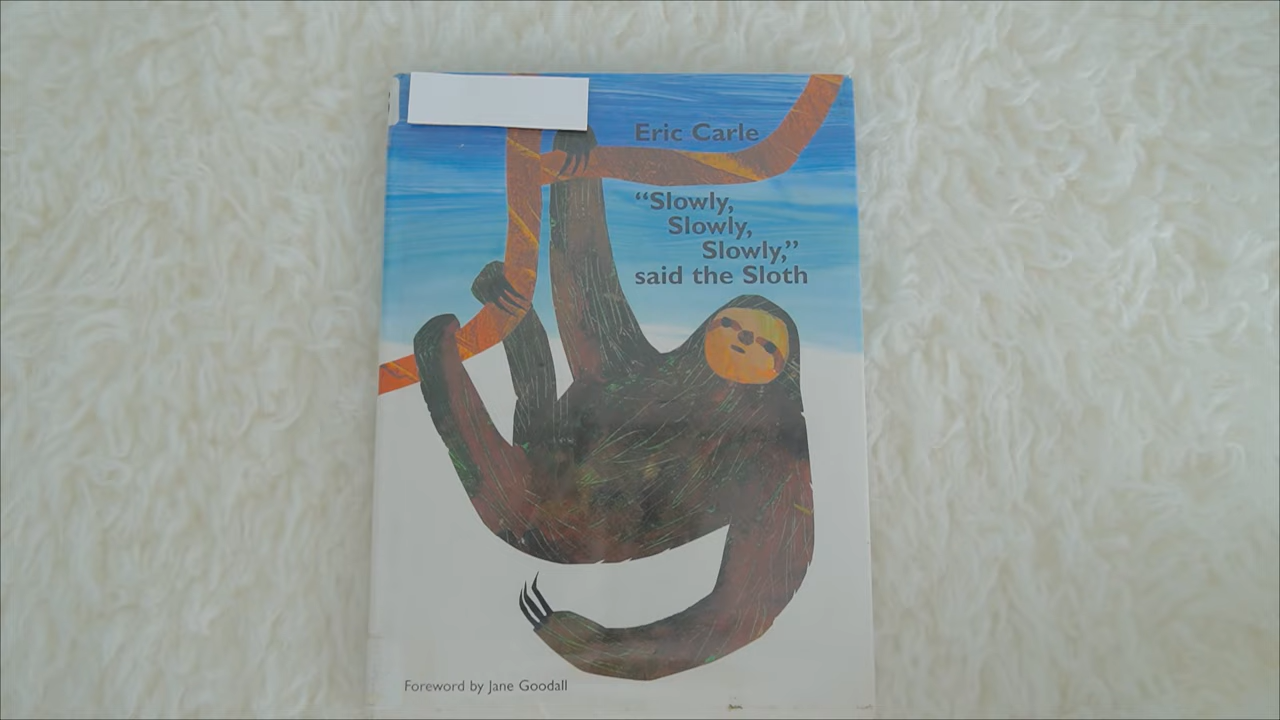 Eric Carle
“Slowly,
Slowly,
Slowly,”
said the Sloth
Foreword by Jane Goodall